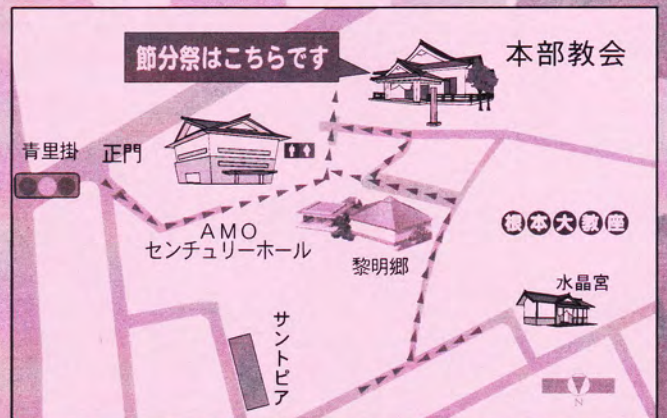 節分祭はこちらです
本部教会
青里掛
正門
AMO
センチュリーホール
黎明郷
根本大教座
水晶宮
サントピア
N